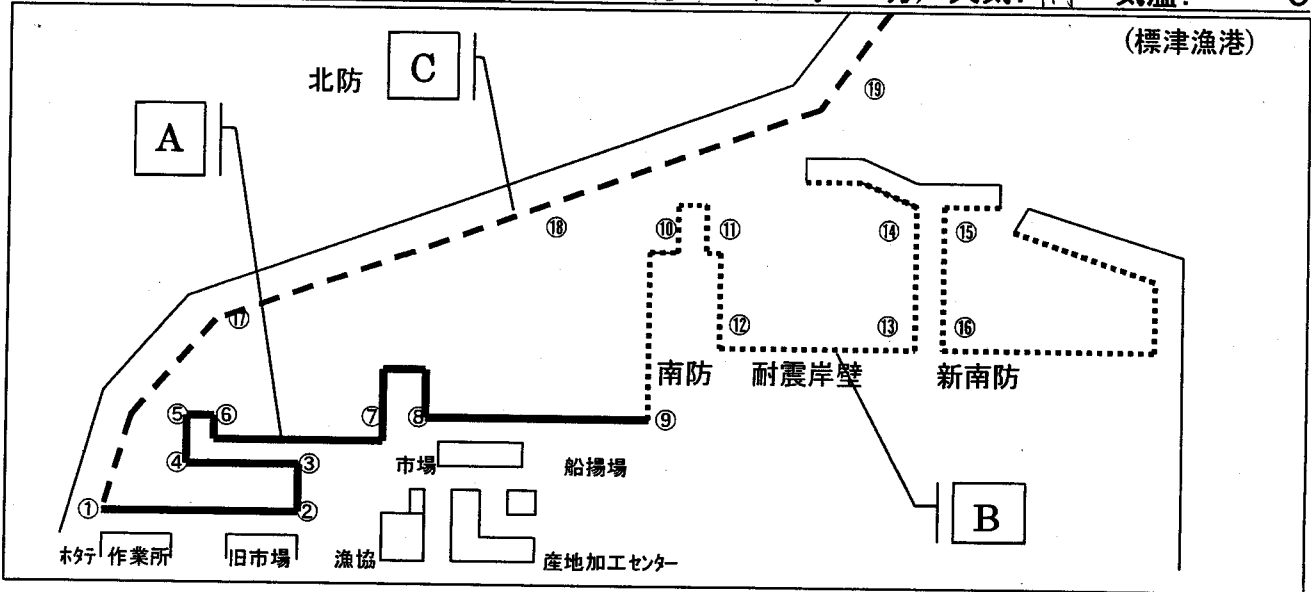 (標津漁港)
北防
C
A
⑲
⑱
⑩
⑪
⑭
⑮
⑰
⑫
⑬
⑯
南防
耐震岸壁
新南防
⑤
⑥
⑦
⑧
⑨
④
③
市場
船揚場
①
②
B
ホタテ
作業所
旧市場
漁協
産地加工センター